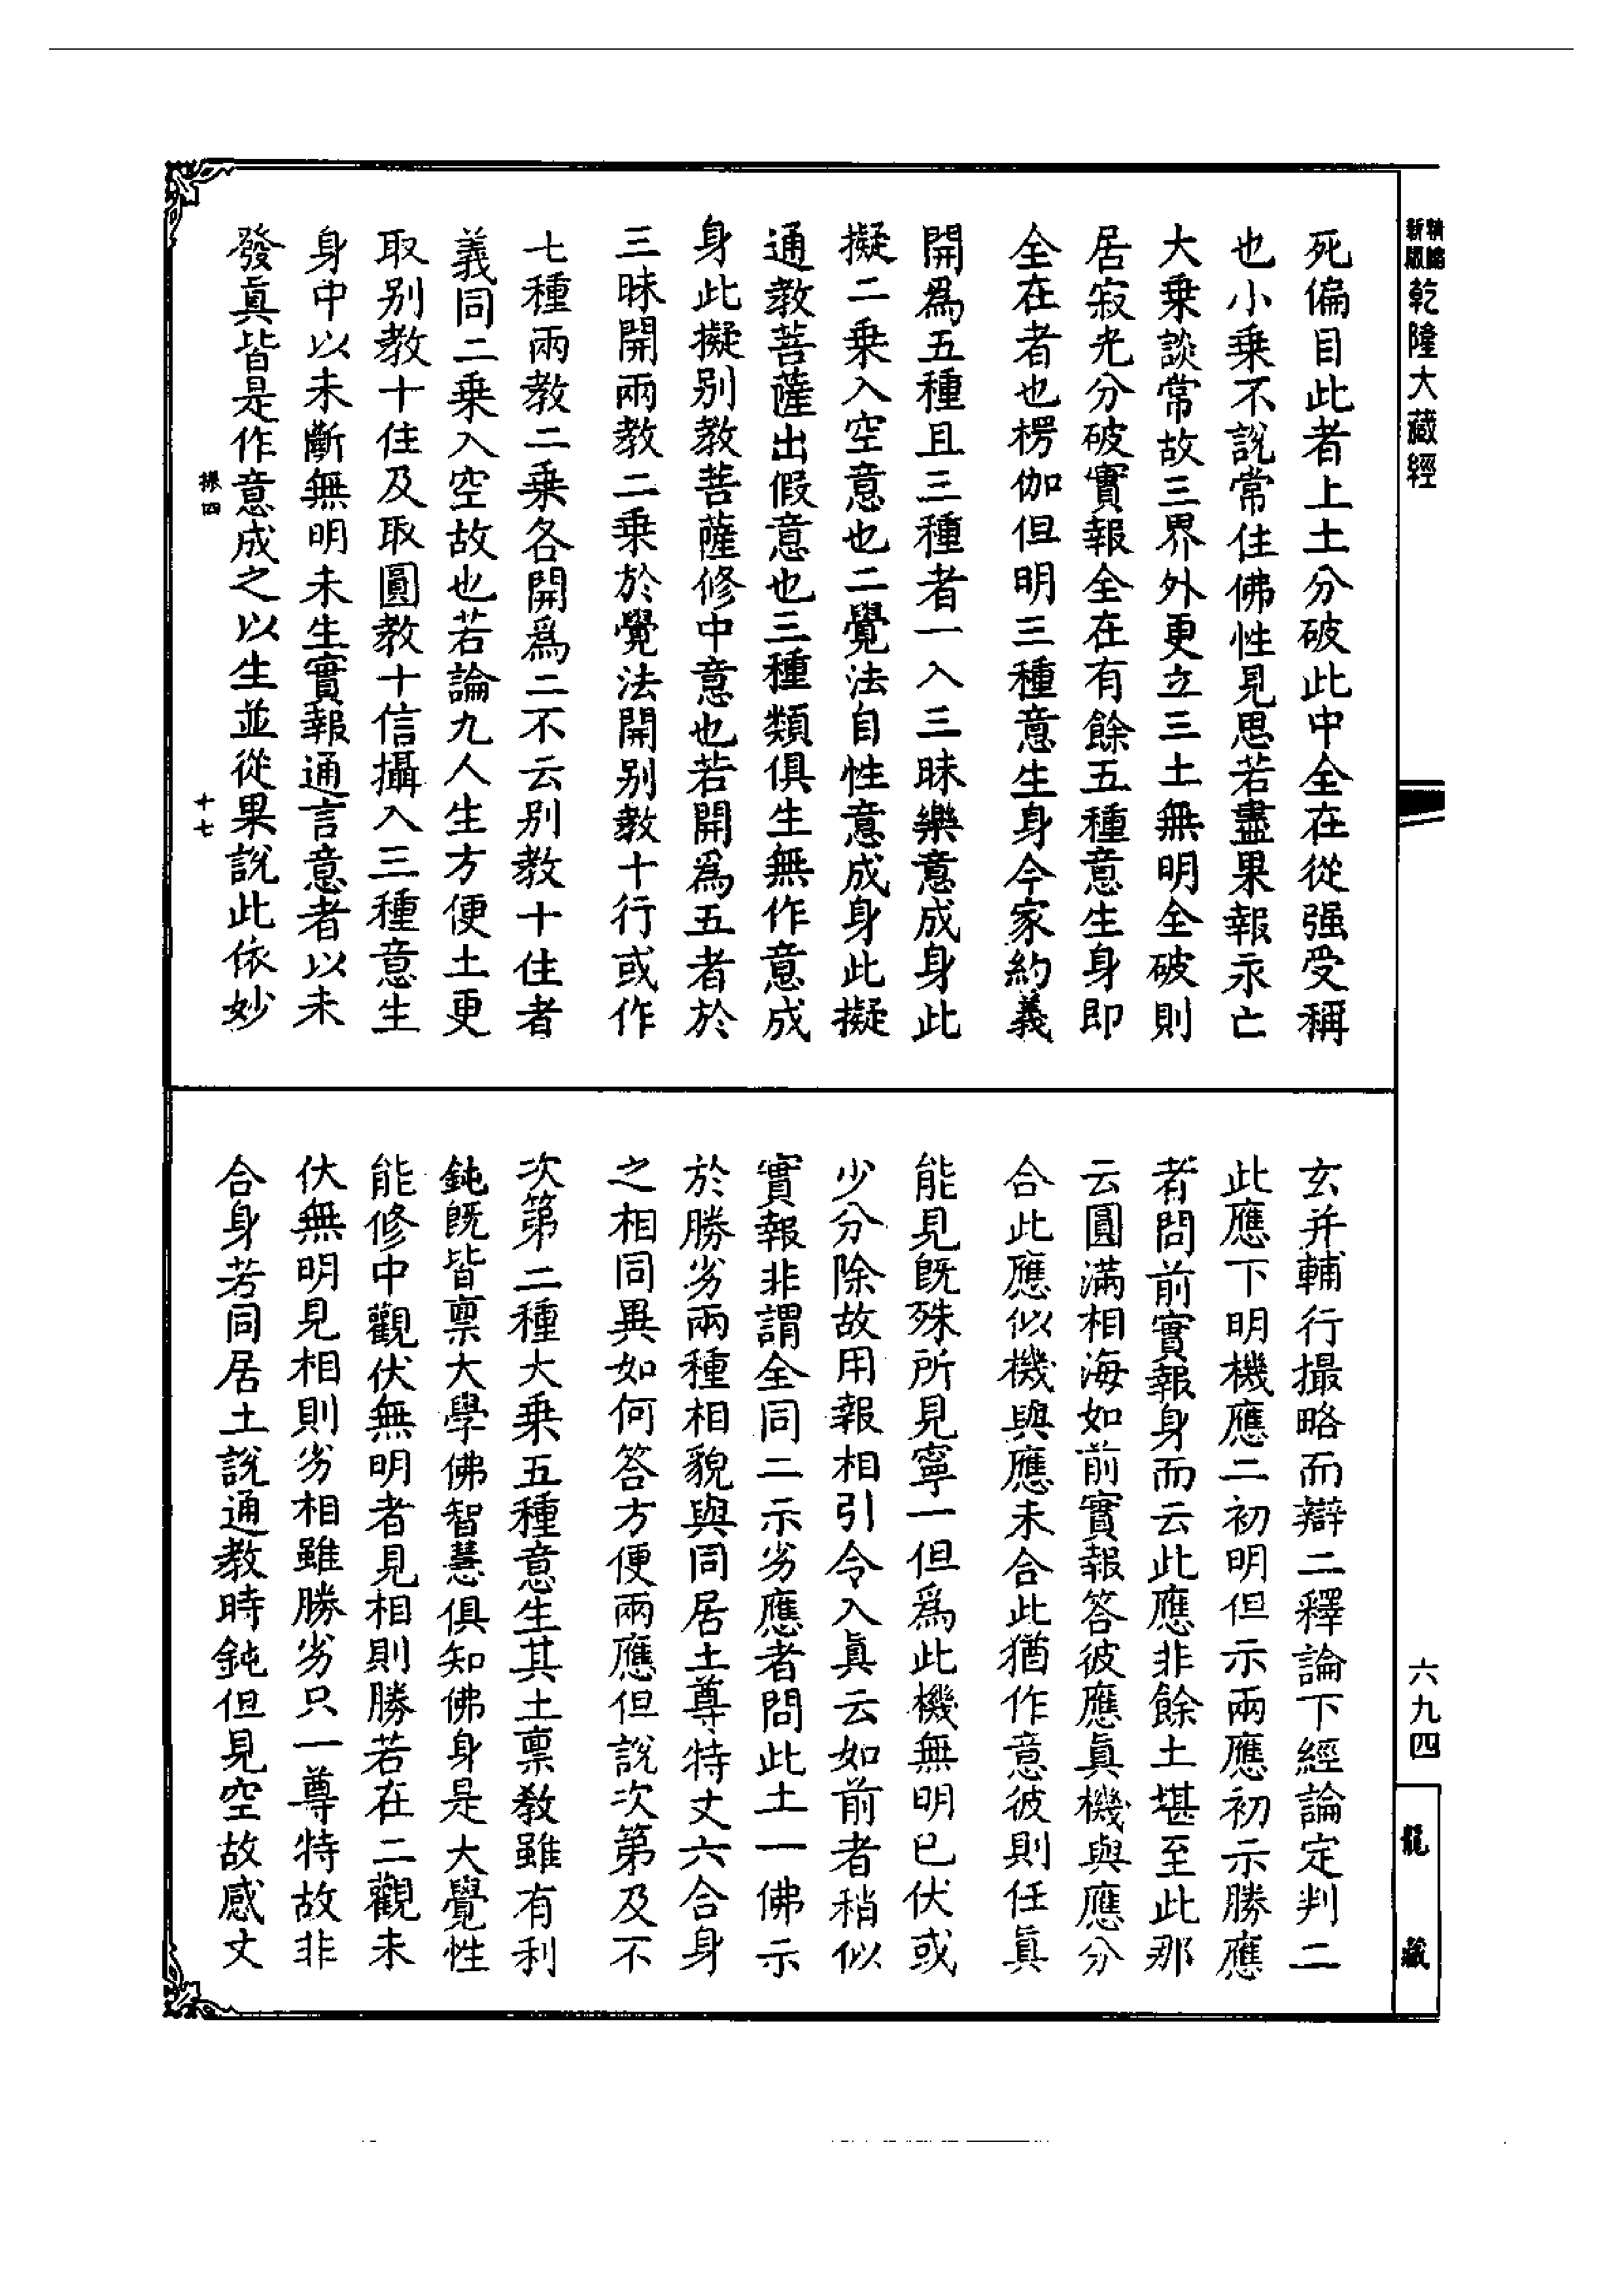 新編縮版
乾隆大藏經
六九四
龍藏
死偏目此者上土分破此中全在從强受稱
也小乘不說常住佛性見思若盡果報永亡
大乘談常故三界外更立三土無明全破則
居寂光分破實報全在有餘五種意生身即
全在者也楞伽但明三種意生身今家約義
開爲五種且三種者一入三昧樂意成身此
擬二乘入空意也二覺法自性意成身此擬
通教菩薩出假意也三種類俱生無作意成
身此擬别教菩薩修中意也若開爲五者於
三昧開兩教二乘於覺法開别教十行或作
七種兩教二乘各開爲二不云别教十住者
義同二乘入空故也若論九人生方便土更
取别教十住及取圓教十信攝入三種意生
身中以未斷無明未生實報通言意者以未
發眞皆是作意成之以生並從果說此依妙
十七
玄并輔行撮略而辯二釋論下經論定判二
此應下明機應二初明但示兩應初示勝應
者問前實報身而云此應非餘土堪至此那
云圓滿相海如前實報答彼應眞機與應分
合此應似機與應未合此猶作意彼則任眞
能見旣殊所見寧一但爲此機無明已伏或
少分除故用報相引令入眞云如前者稍似
實報非謂全同二示劣應者問此土一佛示
於勝劣兩種相貌與同居土尊特丈六合身
之相同異如何答方便兩應但說次第及不
次第二種大乘五種意生其土禀教雖有利
鈍旣皆禀大學佛智慧俱知佛身是大覺性
能修中觀伏無明者見相則勝若在二觀未
伏無明見相則劣相雖勝劣只一尊特故非
合身若同居土說通教時鈍但見空故感丈